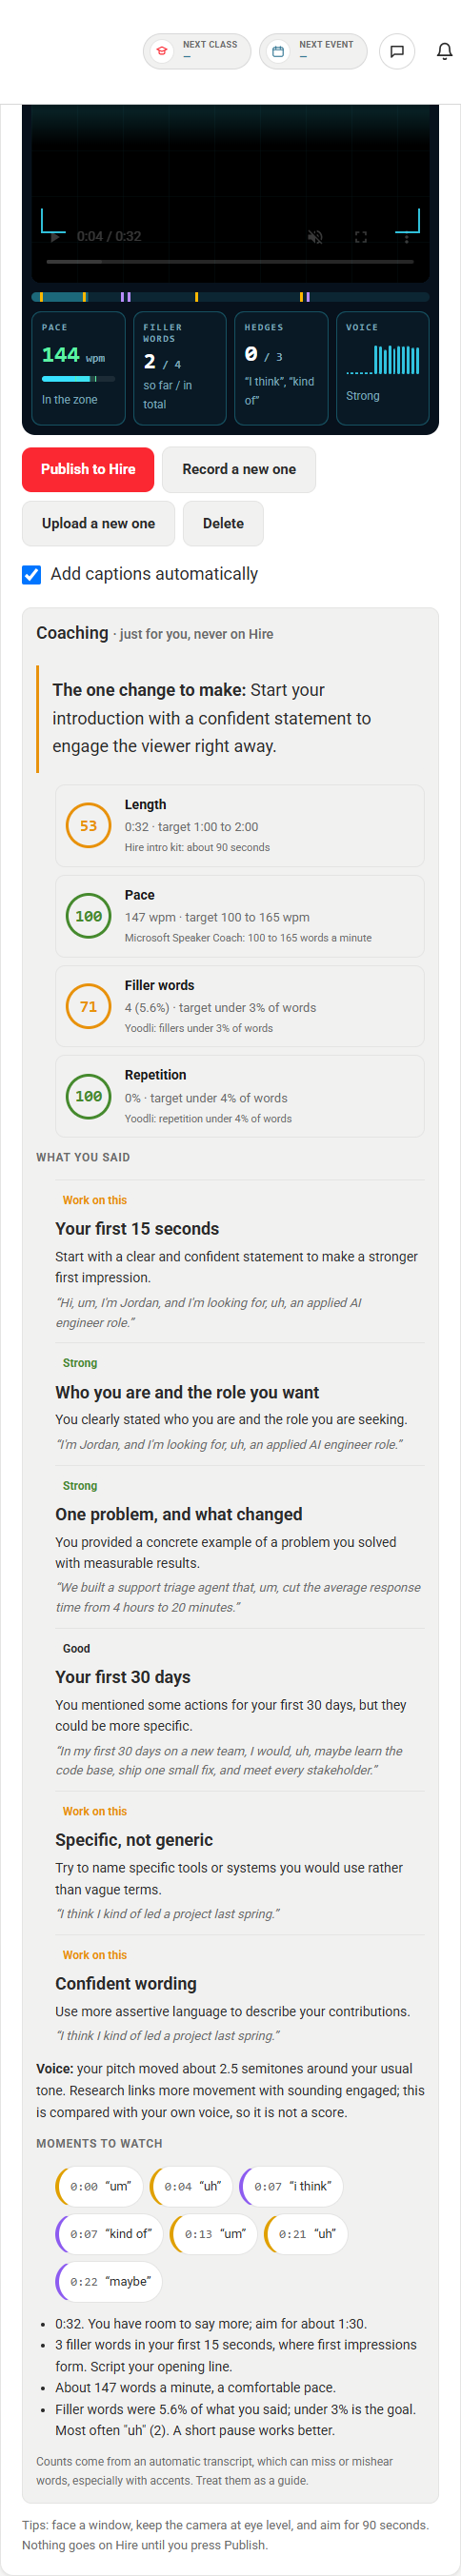 NEXT CLASS
–
NEXT EVENT
–
0:04 / 0:32
PACE
144 wpm
In the zone
FILLER
WORDS
2 / 4
so far / in
total
HEDGES
0 / 3
“I think”, “kind
of”
VOICE
Strong
Publish to Hire
Record a new one
Upload a new one
Delete
Add captions automatically
Coaching · just for you, never on Hire
The one change to make: Start your
introduction with a confident statement to
engage the viewer right away.
53
Length
0:32 · target 1:00 to 2:00
Hire intro kit: about 90 seconds
100
Pace
147 wpm · target 100 to 165 wpm
Microsoft Speaker Coach: 100 to 165 words a minute
71
Filler words
4 (5.6%) · target under 3% of words
Yoodli: fillers under 3% of words
100
Repetition
0% · target under 4% of words
Yoodli: repetition under 4% of words
WHAT YOU SAID
Work on this
Your first 15 seconds
Start with a clear and confident statement to make a stronger
first impression.
“Hi, um, I'm Jordan, and I'm looking for, uh, an applied AI
engineer role.”
Strong
Who you are and the role you want
You clearly stated who you are and the role you are seeking.
“I'm Jordan, and I'm looking for, uh, an applied AI engineer role.”
Strong
One problem, and what changed
You provided a concrete example of a problem you solved
with measurable results.
“We built a support triage agent that, um, cut the average response
time from 4 hours to 20 minutes.”
Good
Your first 30 days
You mentioned some actions for your first 30 days, but they
could be more specific.
“In my first 30 days on a new team, I would, uh, maybe learn the
code base, ship one small fix, and meet every stakeholder.”
Work on this
Specific, not generic
Try to name specific tools or systems you would use rather
than vague terms.
“I think I kind of led a project last spring.”
Work on this
Confident wording
Use more assertive language to describe your contributions.
“I think I kind of led a project last spring.”
Voice: your pitch moved about 2.5 semitones around your usual
tone. Research links more movement with sounding engaged; this
is compared with your own voice, so it is not a score.
MOMENTS TO WATCH
0:00 “um”
0:04 “uh”
0:07 “i think”
0:07 “kind of”
0:13 “um”
0:21 “uh”
0:22 “maybe”
• 0:32. You have room to say more; aim for about 1:30.
• 3 filler words in your first 15 seconds, where first impressions
form. Script your opening line.
• About 147 words a minute, a comfortable pace.
• Filler words were 5.6% of what you said; under 3% is the goal.
Most often "uh" (2). A short pause works better.
Counts come from an automatic transcript, which can miss or mishear
words, especially with accents. Treat them as a guide.
Tips: face a window, keep the camera at eye level, and aim for 90 seconds.
Nothing goes on Hire until you press Publish.